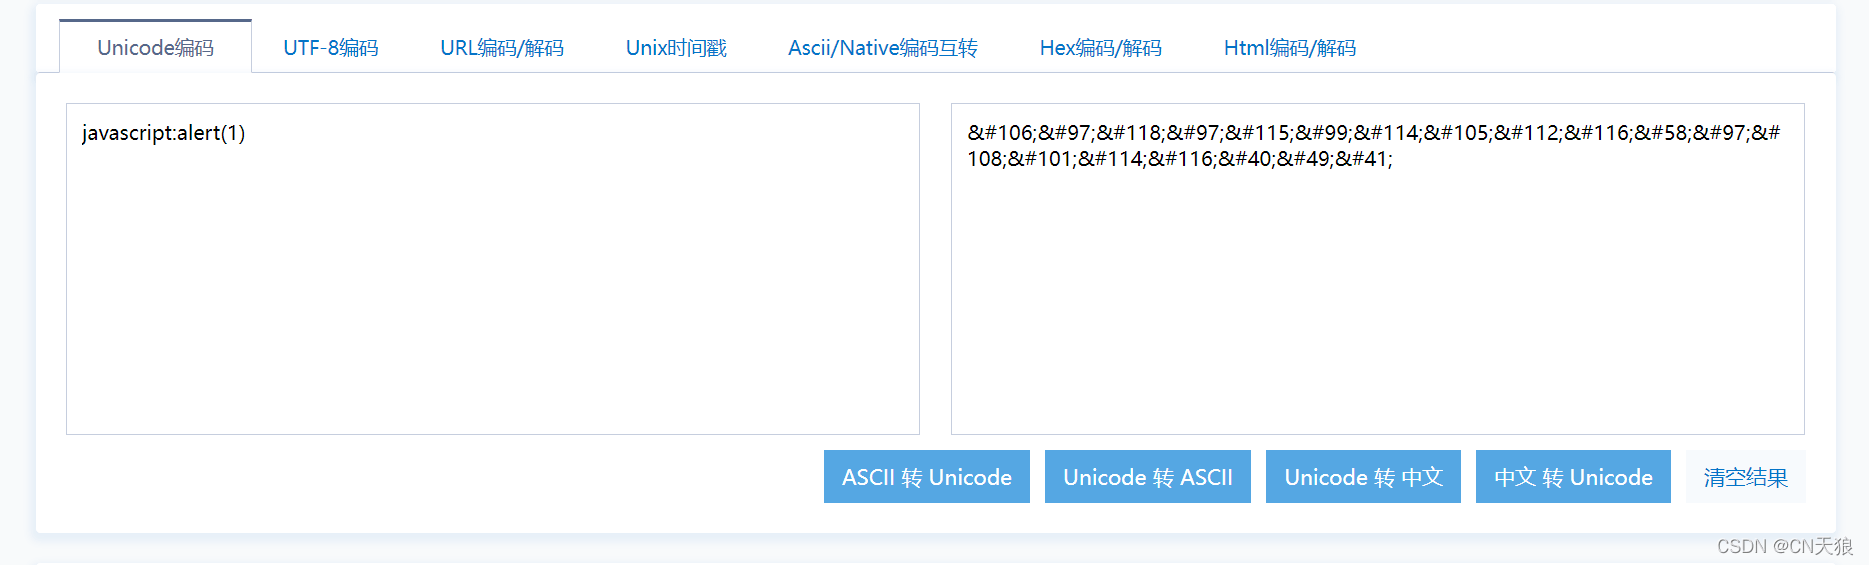 Unicode编码 UTF-8编码 URL编码/解码 Unix时间戳 Ascii/Native编码互转 Hex编码/解码 Html编码/解码
javascript:alert(1)
&#106;&#97;&#118;&#97;&#115;&#99;&#114;&#105;&#112;&#116;&#58;&#97;&#
108;&#101;&#114;&#116;&#40;&#49;&#41;
ASCII 转 Unicode Unicode 转 ASCII Unicode 转 中文 中文 转 Unicode 清空结果
CSDN @CN天狼